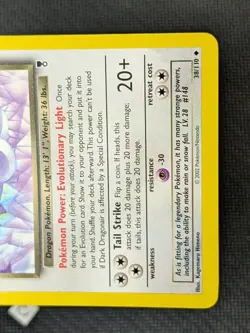 Dragon Pokémon. Length: 13' 1", Weight: 36 lbs.
Pokémon Power: Evolutionary Light Once
during your turn (before your attack), you may search your deck
for an Evolution card. Show it to your opponent and put it into
your hand. Shuffle your deck afterward. This power can't be used
if Dark Dragonair is affected by a Special Condition.
Tail Strike Flip a coin. If heads, this
attack does 20 damage plus 20 more damage;
if tails, this attack does 20 damage.
20+
weakness
resistance
-30
retreat cost
As is fitting for a legendary Pokémon, it has many strange powers,
including the ability to make rain or snow fall. LV. 28 #148
Illus. Kagemaru Himeno
© 2002 Pokémon/Nintendo
38/110